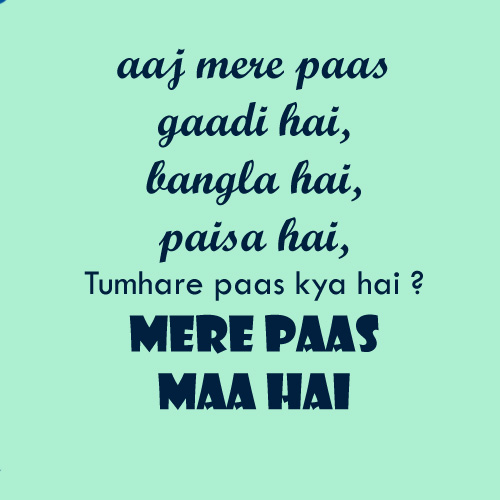 aaj mere paas
gaadi hai,
bangla hai,
paisa hai,
Tumhare paas kya hai ?
MERE PAAS
MAA HAI